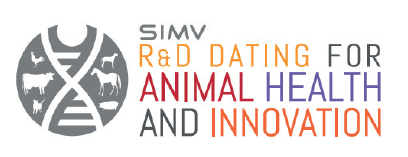 SIMV
R&D DATING FOR
ANIMAL HEALTH
AND INNOVATION